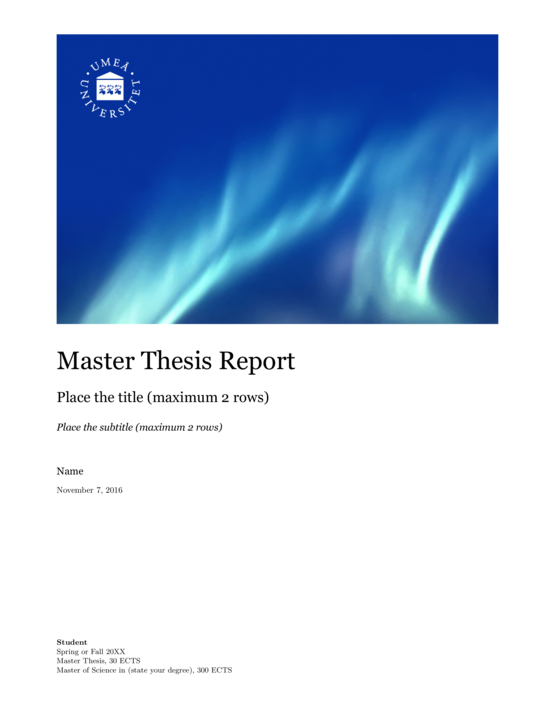 UMEÅ UNIVERSITET
Master Thesis Report
Place the title (maximum 2 rows)
Place the subtitle (maximum 2 rows)
Name
November 7, 2016
Student
Spring or Fall 20XX
Master Thesis, 30 ECTS
Master of Science in (state your degree), 300 ECTS